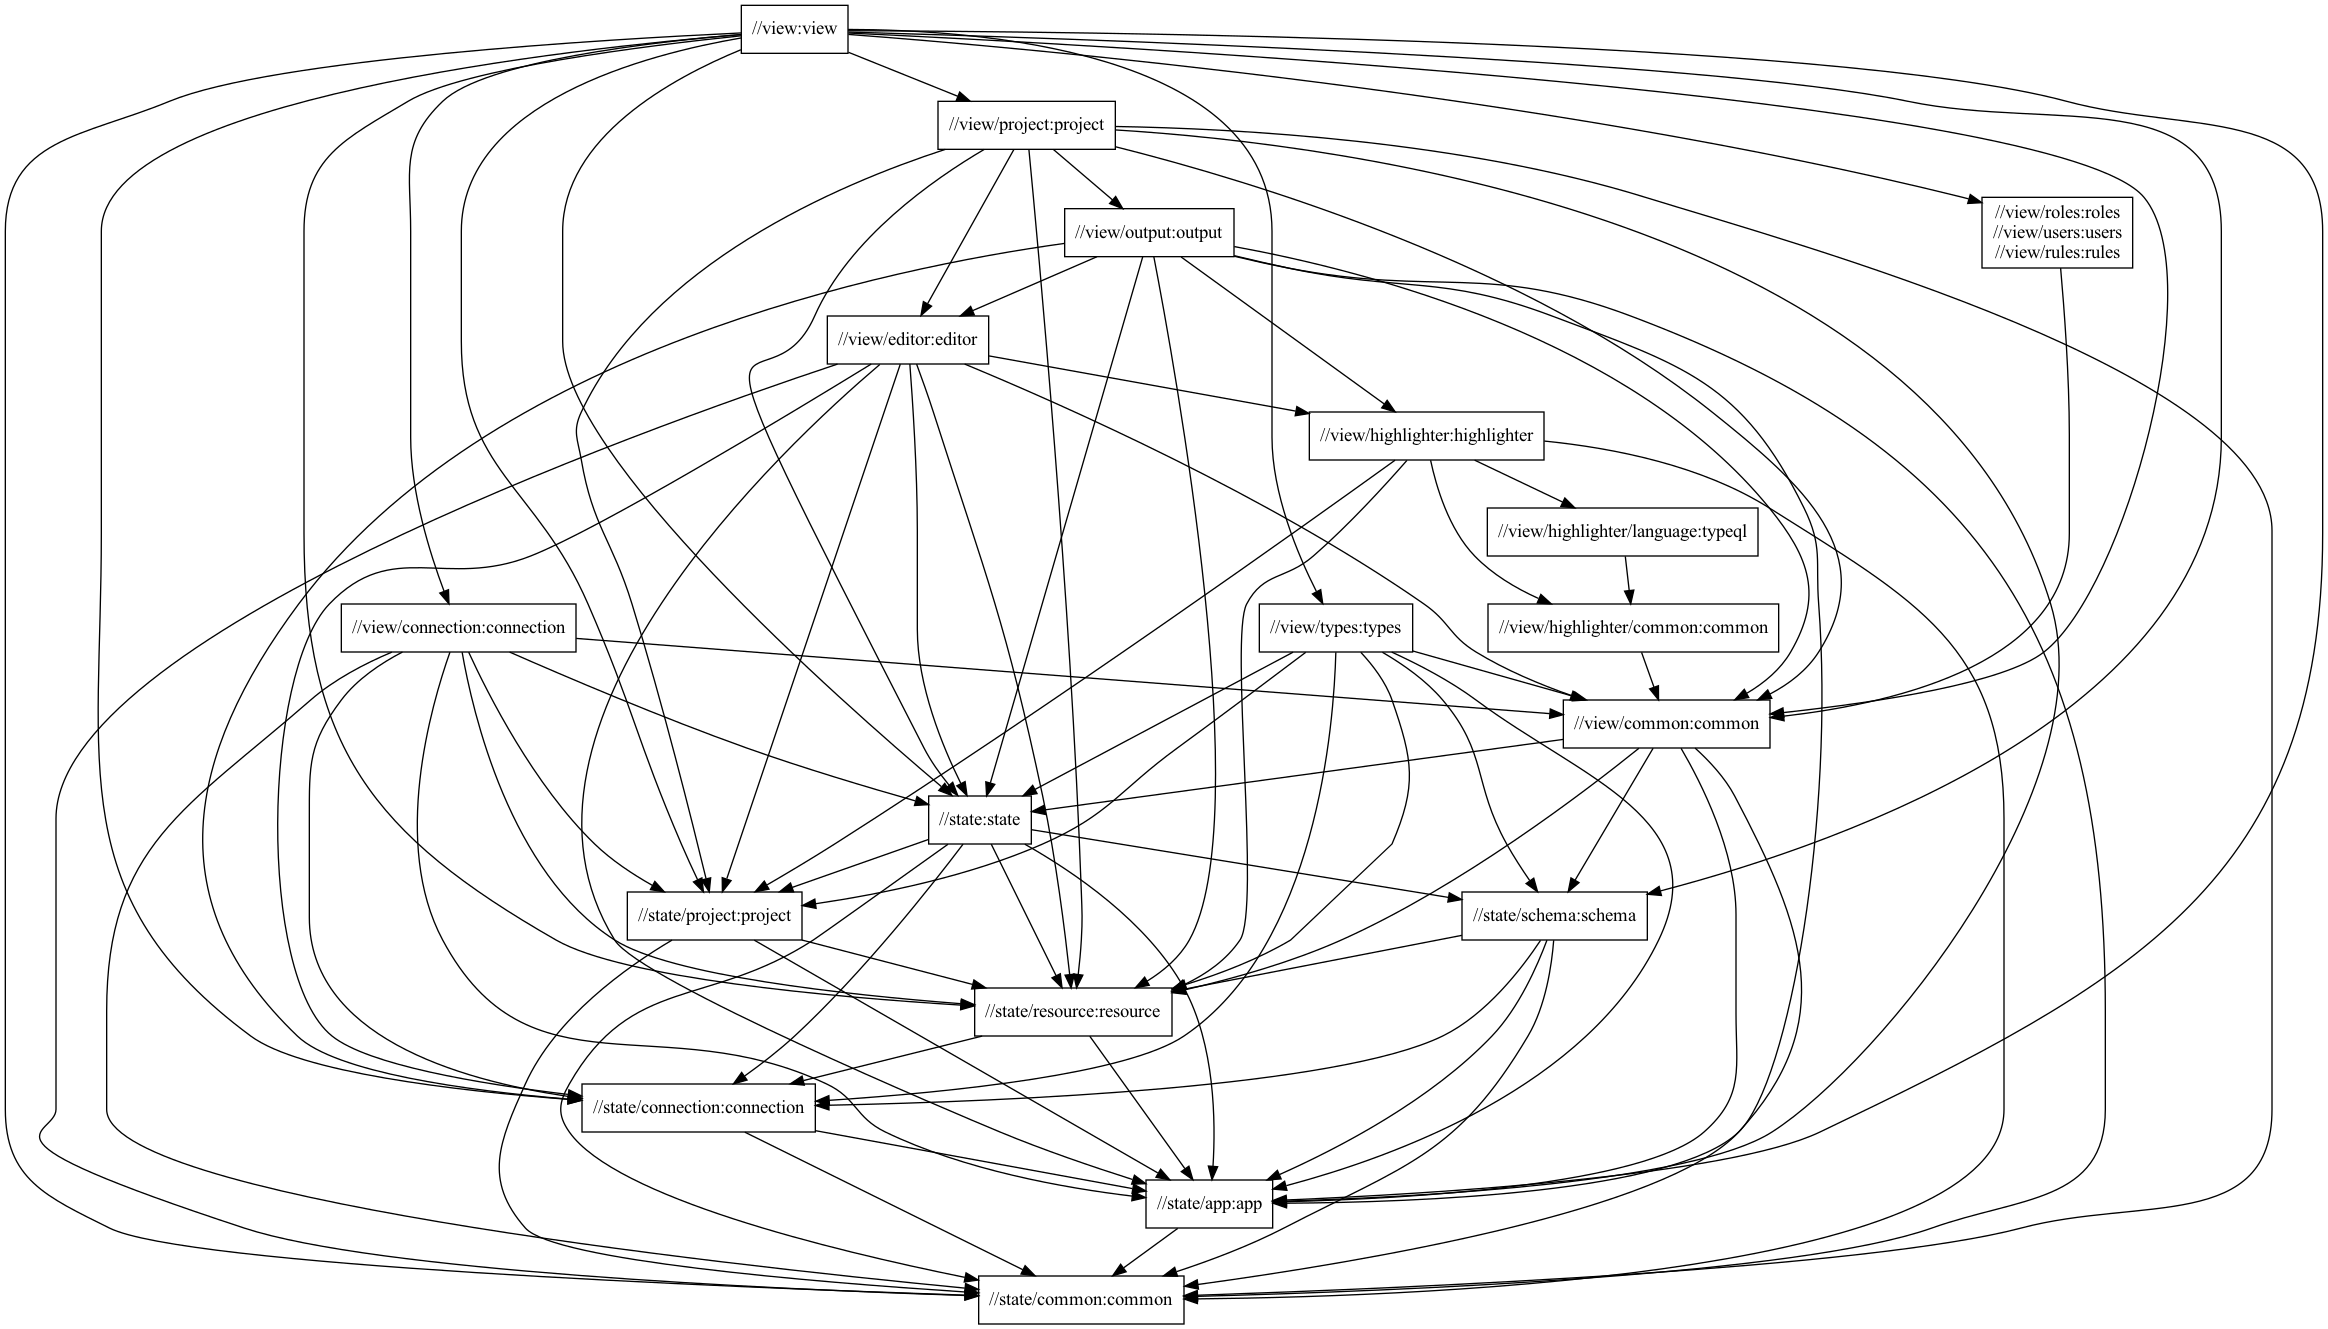 //view:view
//view/project:project
//view/roles:roles
//view/users:users
//view/rules:rules
//view/output:output
//view/editor:editor
//view/highlighter:highlighter
//view/highlighter/language:typeql
//view/connection:connection
//view/types:types
//view/highlighter/common:common
//view/common:common
//state:state
//state/project:project
//state/schema:schema
//state/resource:resource
//state/connection:connection
//state/app:app
//state/common:common